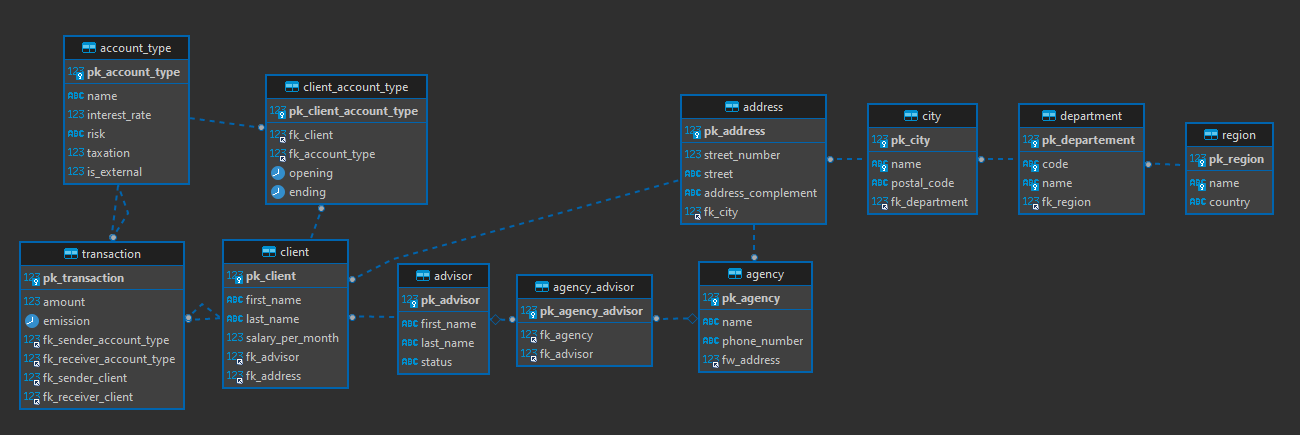 account_type
123 pk_account_type
ABC name
123 interest_rate
ABC risk
123 taxation
123 is_external
client_account_type
123 pk_client_account_type
123 fk_client
123 fk_account_type
opening
ending
address
123 pk_address
123 street_number
ABC street
ABC address_complement
123 fk_city
city
123 pk_city
ABC name
ABC postal_code
123 fk_department
department
123 pk_departement
ABC code
ABC name
123 fk_region
region
123 pk_region
ABC name
ABC country
transaction
123 pk_transaction
123 amount
emission
123 fk_sender_account_type
123 fk_receiver_account_type
123 fk_sender_client
123 fk_receiver_client
client
123 pk_client
ABC first_name
ABC last_name
123 salary_per_month
123 fk_advisor
123 fk_address
advisor
123 pk_advisor
ABC first_name
ABC last_name
ABC status
agency_advisor
123 pk_agency_advisor
123 fk_agency
123 fk_advisor
agency
123 pk_agency
ABC name
ABC phone_number
123 fw_address